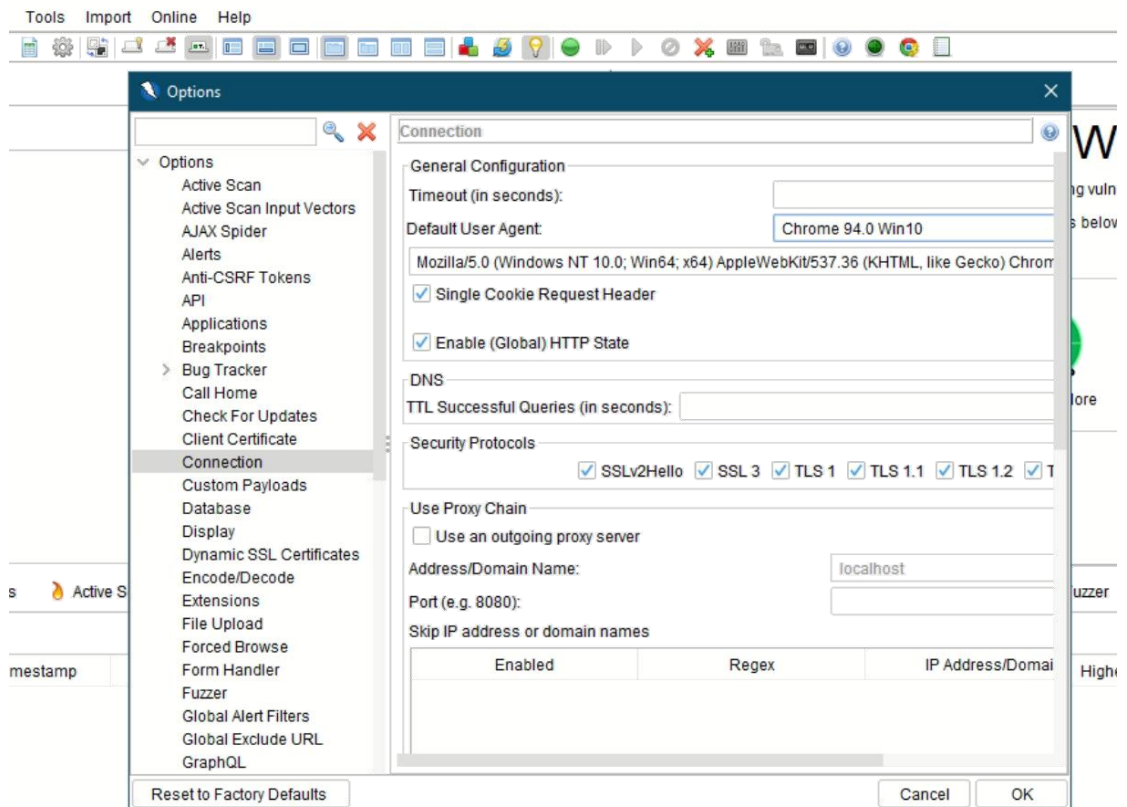 Tools Import Online Help
Options
Connection
W
Options
General Configuration
Active Scan
Timeout (in seconds):
ng vuln
Active Scan Input Vectors
Default User Agent: Chrome 94.0 Win10
s below
AJAX Spider
Alerts
Mozilla/5.0 (Windows NT 10.0; Win64; x64) AppleWebKit/537.36 (KHTML, like Gecko) Chrom
Anti-CSRF Tokens
Single Cookie Request Header
API
Applications
Enable (Global) HTTP State
Breakpoints
Bug Tracker
DNS
Call Home
TTL Successful Queries (in seconds):
lore
Check For Updates
Client Certificate
Security Protocols
Connection
SSLv2Hello SSL 3 TLS 1 TLS 1.1 TLS 1.2 T
Custom Payloads
Database
Use Proxy Chain
Display
Use an outgoing proxy server
Dynamic SSL Certificates
Address/Domain Name: localhost
Encode/Decode
s Active S
Port (e.g. 8080):
uzzer
Extensions
File Upload
Skip IP address or domain names
Forced Browse
Enabled Regex IP Address/Domai
mestamp
Highe
Form Handler
Fuzzer
Global Alert Filters
Global Exclude URL
GraphQL
Reset to Factory Defaults
Cancel OK